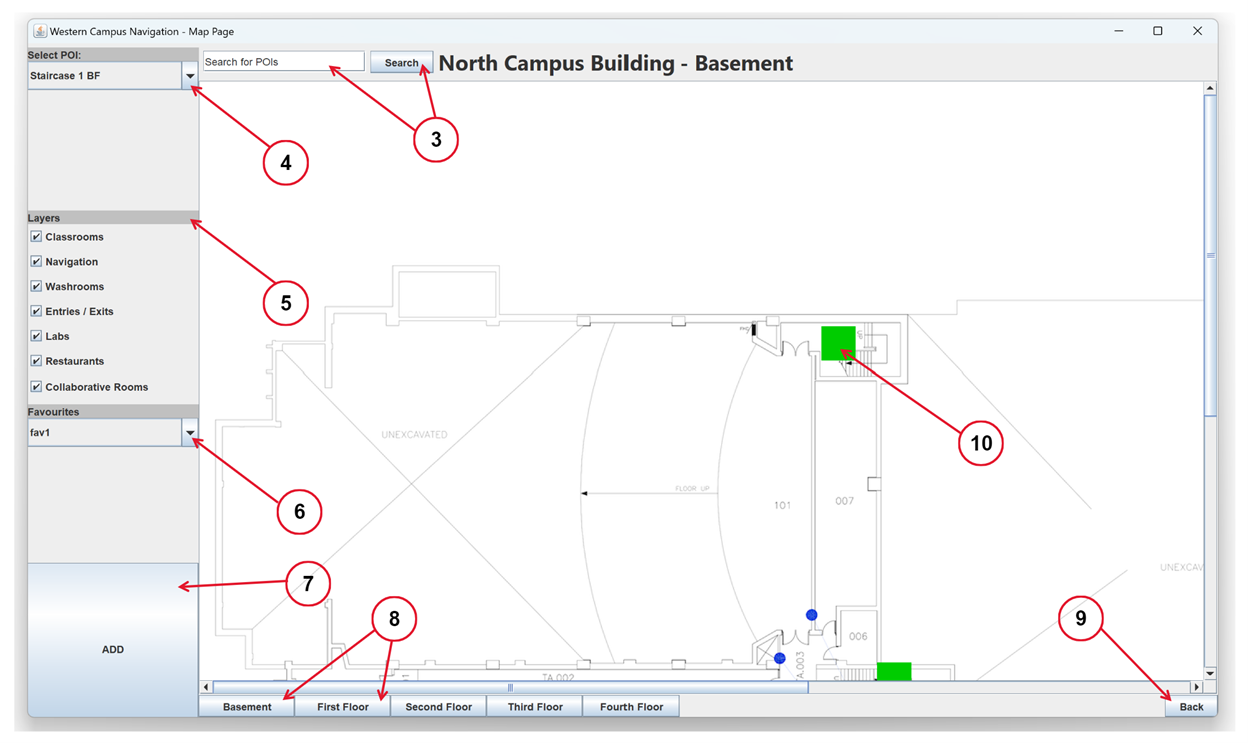 Western Campus Navigation - Map Page
Select POI:
Staircase 1 BF
Search for POIs
Search
North Campus Building - Basement
3
4
Layers
Classrooms
Navigation
Washrooms
Entries / Exits
Labs
Restaurants
Collaborative Rooms
5
Favourites
fav1
6
UNEXCAVATED
FLOOR UP
101
007
10
UNEXCAV
7
8
9
006
TA.003
TA.002
ADD
Basement
First Floor
Second Floor
Third Floor
Fourth Floor
Back